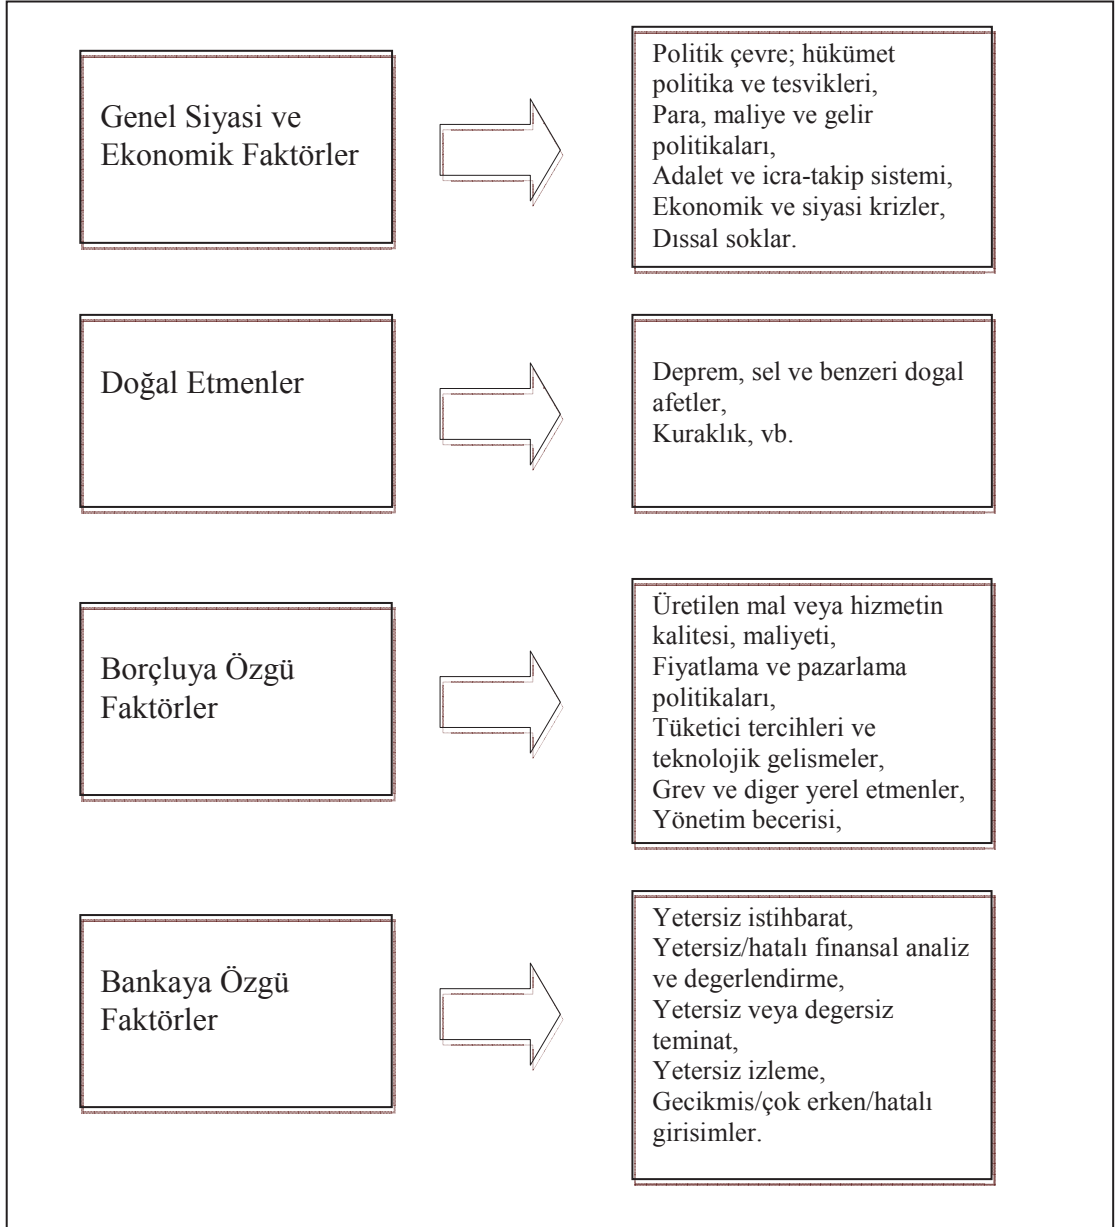 Genel Siyasi ve
Ekonomik Faktörler
Politik çevre; hükümet
politika ve tesvikleri,
Para, maliye ve gelir
politikaları,
Adalet ve icra-takip sistemi,
Ekonomik ve siyasi krizler,
Dıssal soklar.
Doğal Etmenler
Deprem, sel ve benzeri dogal
afetler,
Kuraklık, vb.
Borçluya Özgü
Faktörler
Üretilen mal veya hizmetin
kalitesi, maliyeti,
Fiyatlama ve pazarlama
politikaları,
Tüketici tercihleri ve
teknolojik gelismeler,
Grev ve diger yerel etmenler,
Yönetim becerisi,
Bankaya Özgü
Faktörler
Yetersiz istihbarat,
Yetersiz/hatalı finansal analiz
ve degerlendirme,
Yetersiz veya degersiz
teminat,
Yetersiz izleme,
Gecikmis/çok erken/hatalı
girisimler.